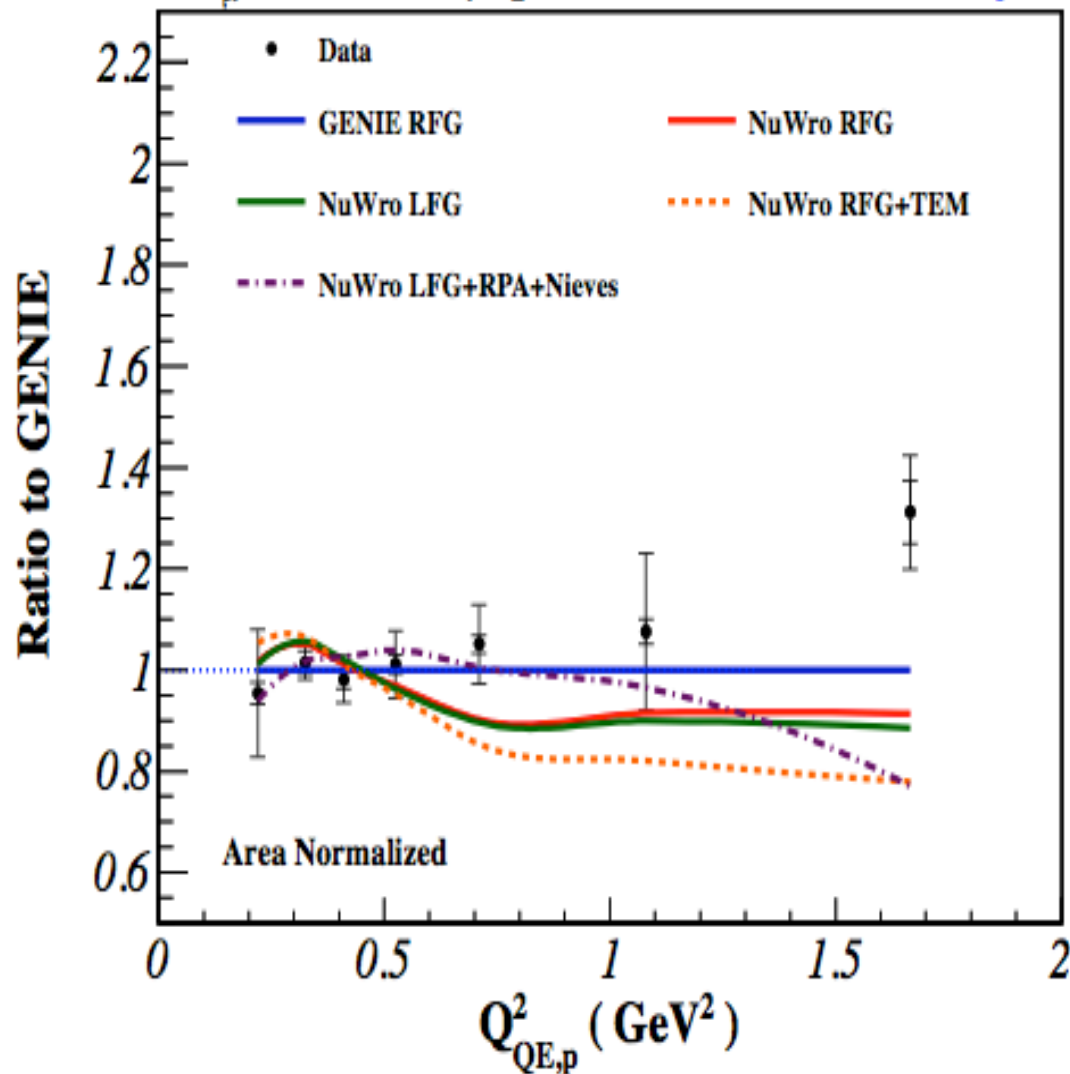 Data
GENIE RFG
NuWro RFG
NuWro LFG
NuWro RFG+TEM
NuWro LFG+RPA+Nieves
Ratio to GENIE
2.2
2
1.8
1.6
1.4
1.2
1
0.8
0.6
Area Normalized
0 0.5 1 1.5 2
Q²_QE,p ( GeV² )